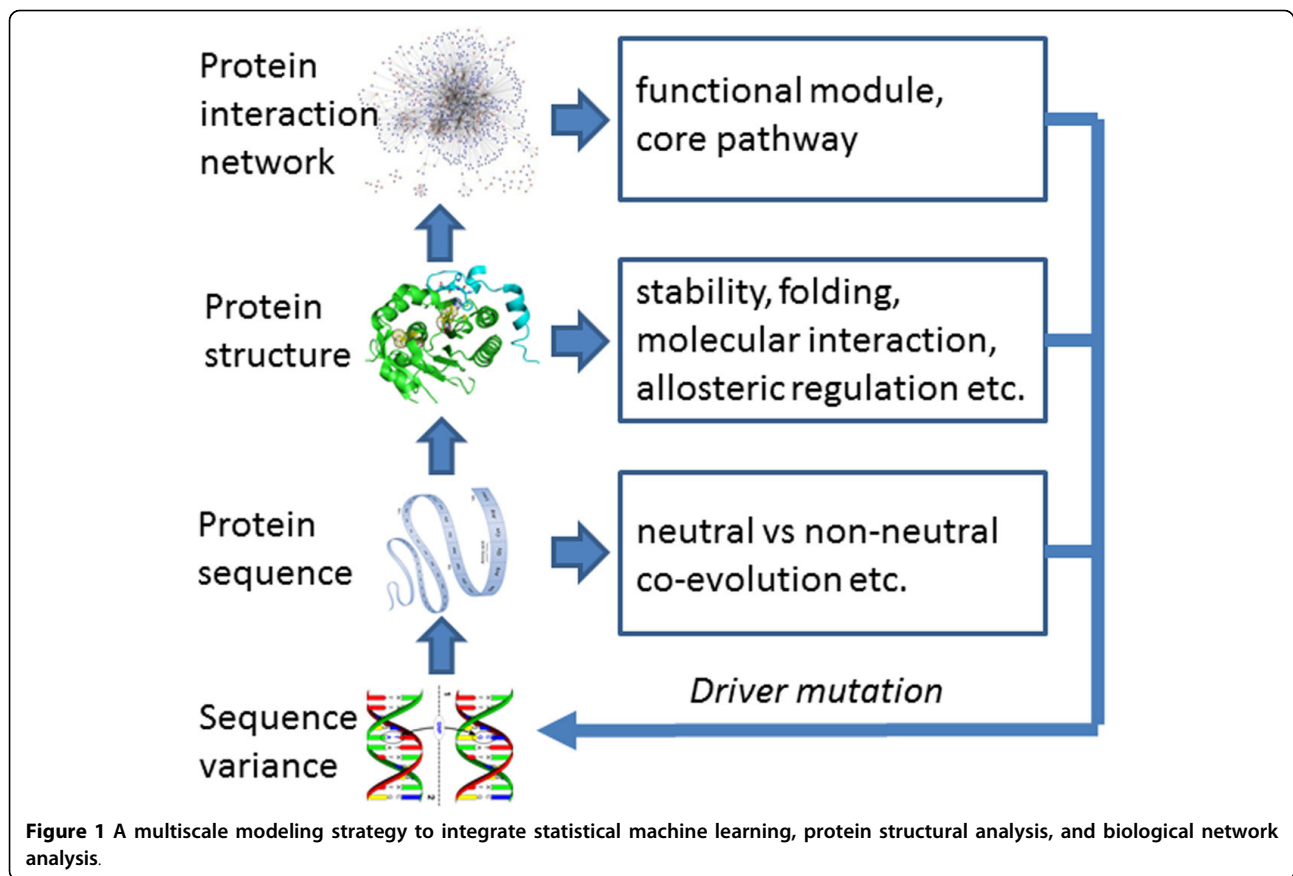 Protein
interaction
network
functional module,
core pathway
Protein
structure
stability, folding,
molecular interaction,
allosteric regulation etc.
Protein
sequence
neutral vs non-neutral
co-evolution etc.
Sequence
variance
Driver mutation
1
2
Figure 1 A multiscale modeling strategy to integrate statistical machine learning, protein structural analysis, and biological network
analysis.